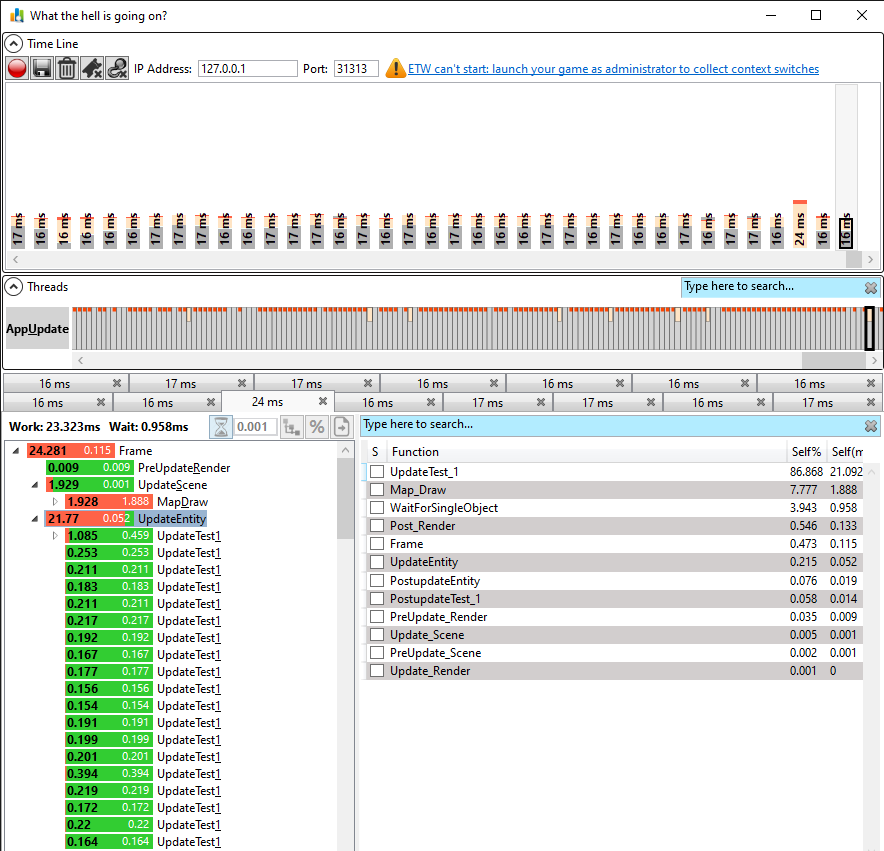 What the hell is going on?
Time Line
IP Address: 127.0.0.1 Port: 31313 ETW can't start: launch your game as administrator to collect context switches
17 ms 16 ms 16 ms 16 ms 16 ms 16 ms 17 ms 17 ms 17 ms 16 ms 16 ms 17 ms 17 ms 17 ms 16 ms 17 ms 16 ms 17 ms 16 ms 17 ms 16 ms 16 ms 16 ms 17 ms 17 ms 16 ms 16 ms 17 ms 16 ms 17 ms 16 ms 17 ms 17 ms 16 ms 24 ms 16 ms 16 ms
Threads Type here to search...
AppUpdate
16 ms 17 ms 17 ms 16 ms 16 ms 16 ms 16 ms
16 ms 16 ms 24 ms 16 ms 17 ms 17 ms 16 ms 17 ms
Work: 23.323ms Wait: 0.958ms 0.001 %
24.281 0.115 Frame
0.009 0.009 PreUpdateRender
1.929 0.001 UpdateScene
1.928 1.888 MapDraw
21.77 0.052 UpdateEntity
1.085 0.459 UpdateTest1
0.253 0.253 UpdateTest1
0.211 0.211 UpdateTest1
0.183 0.183 UpdateTest1
0.211 0.211 UpdateTest1
0.217 0.217 UpdateTest1
0.192 0.192 UpdateTest1
0.167 0.167 UpdateTest1
0.177 0.177 UpdateTest1
0.156 0.156 UpdateTest1
0.154 0.154 UpdateTest1
0.191 0.191 UpdateTest1
0.199 0.199 UpdateTest1
0.201 0.201 UpdateTest1
0.394 0.394 UpdateTest1
0.219 0.219 UpdateTest1
0.172 0.172 UpdateTest1
0.22 0.22 UpdateTest1
0.164 0.164 UpdateTest1
Type here to search...
S Function Self% Self(m
UpdateTest_1 86.868 21.092
Map_Draw 7.777 1.888
WaitForSingleObject 3.943 0.958
Post_Render 0.546 0.133
Frame 0.473 0.115
UpdateEntity 0.215 0.052
PostupdateEntity 0.076 0.019
PostupdateTest_1 0.058 0.014
PreUpdate_Render 0.035 0.009
Update_Scene 0.005 0.001
PreUpdate_Scene 0.002 0.001
Update_Render 0.001 0